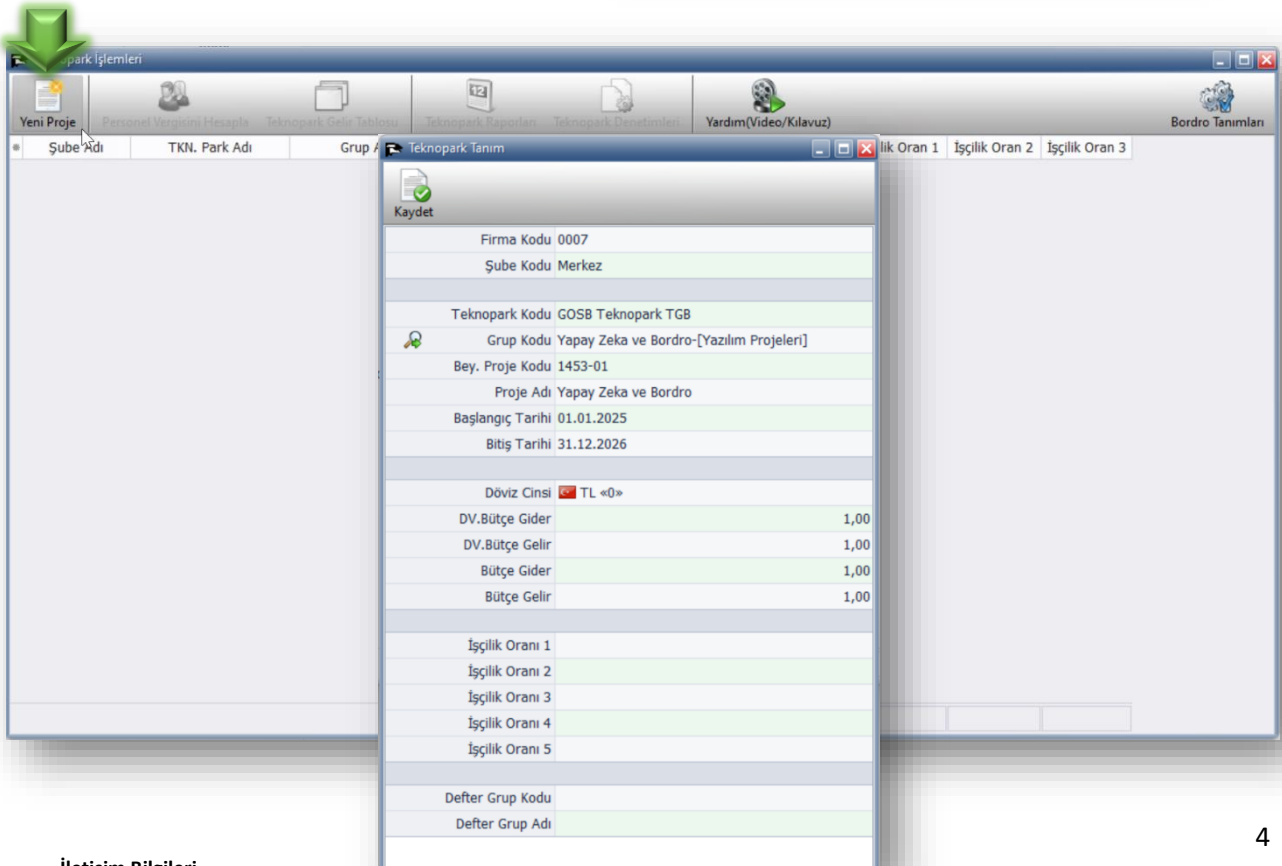 park İşlemleri
Yeni Proje Personel Vergisini Hesapla Teknopark Gelir Tablosu Teknopark Raporları Teknopark Denetimleri Yardım(Video/Kılavuz) Bordro Tanımları
Şube Adı TKN. Park Adı Grup A lik Oran 1 İşçilik Oran 2 İşçilik Oran 3
Teknopark Tanım
Kaydet
Firma Kodu 0007
Şube Kodu Merkez
Teknopark Kodu GOSB Teknopark TGB
Grup Kodu Yapay Zeka ve Bordro-[Yazılım Projeleri]
Bey. Proje Kodu 1453-01
Proje Adı Yapay Zeka ve Bordro
Başlangıç Tarihi 01.01.2025
Bitiş Tarihi 31.12.2026
Döviz Cinsi TL «0»
DV.Bütçe Gider 1,00
DV.Bütçe Gelir 1,00
Bütçe Gider 1,00
Bütçe Gelir 1,00
İşçilik Oranı 1
İşçilik Oranı 2
İşçilik Oranı 3
İşçilik Oranı 4
İşçilik Oranı 5
Defter Grup Kodu
Defter Grup Adı
4
İletişim Bilgileri